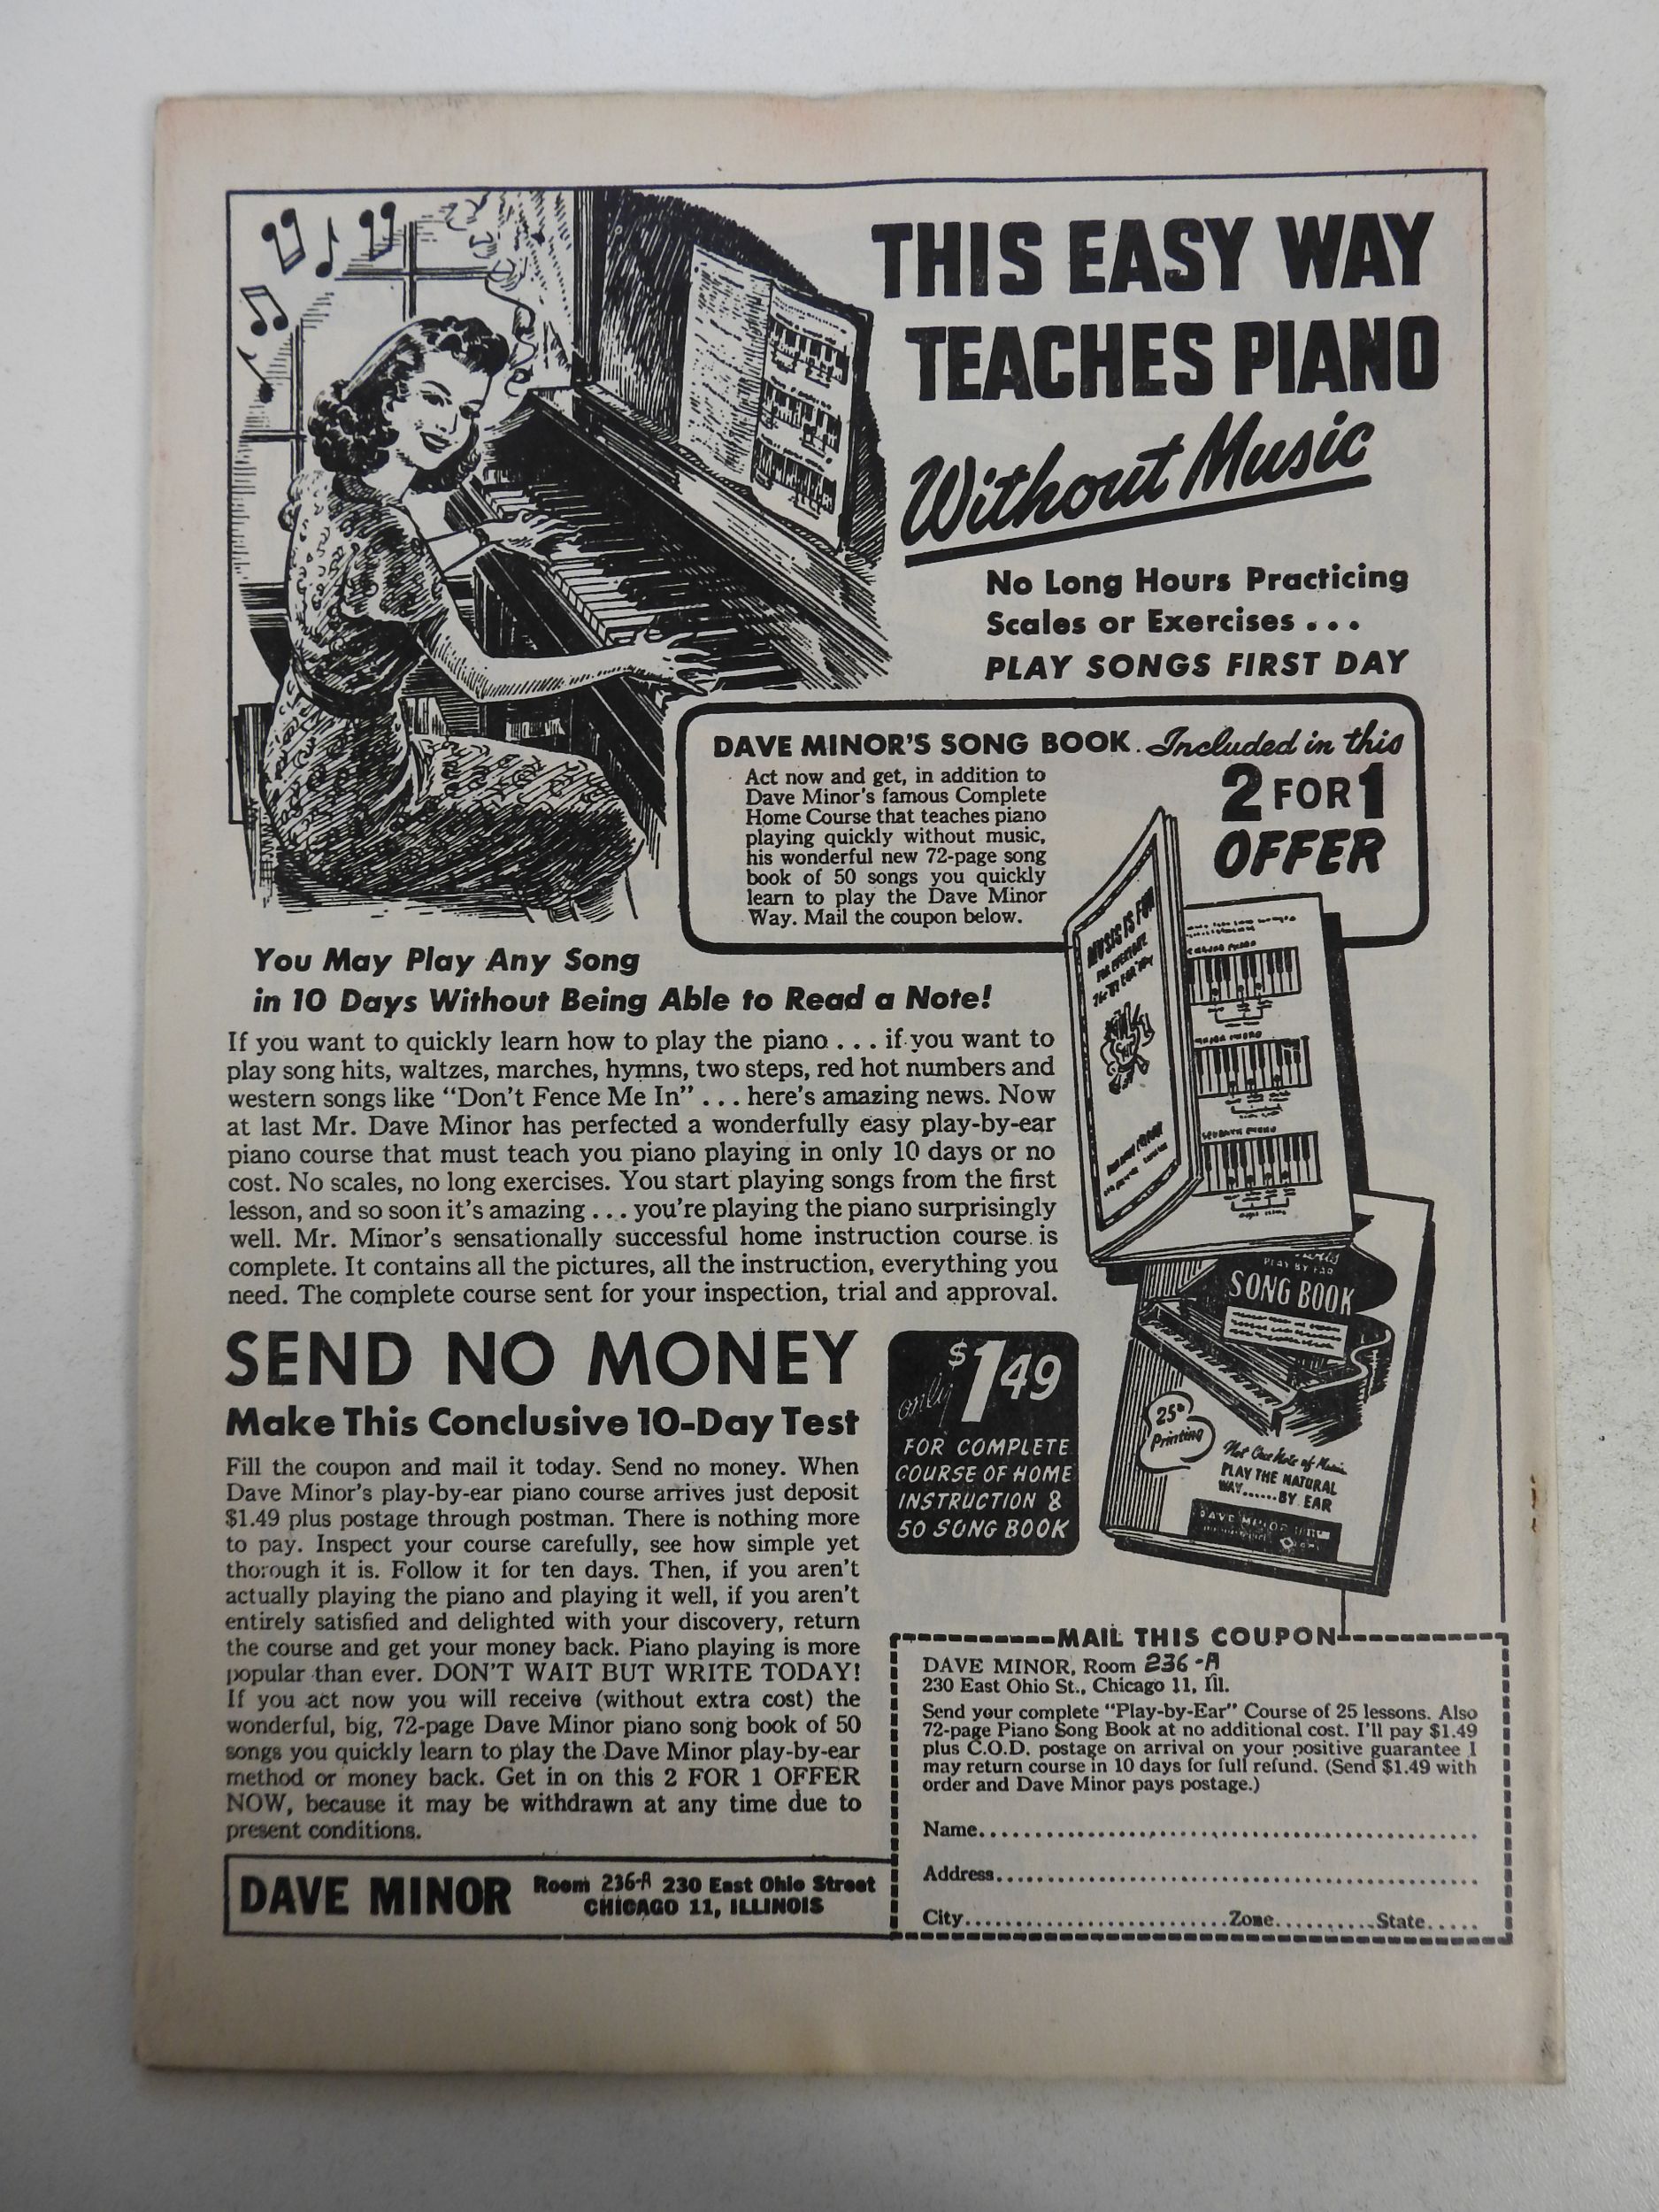 THIS EASY WAY
TEACHES PIANO
Without Music
No Long Hours Practicing
Scales or Exercises . . .
PLAY SONGS FIRST DAY
DAVE MINOR'S SONG BOOK. Included in this
2 FOR 1
OFFER
Act now and get, in addition to
Dave Minor's famous Complete
Home Course that teaches piano
playing quickly without music,
his wonderful new 72-page song
book of 50 songs you quickly
learn to play the Dave Minor
Way. Mail the coupon below.
MUSIC IS FOR
FOR EVERYONE
SONG BOOK
PLAY BY EAR
25th Printing
Not One Note of Music
PLAY THE NATURAL
WAY......BY EAR
You May Play Any Song
in 10 Days Without Being Able to Read a Note!
If you want to quickly learn how to play the piano . . . if you want to
play song hits, waltzes, marches, hymns, two steps, red hot numbers and
western songs like "Don't Fence Me In" . . . here's amazing news. Now
at last Mr. Dave Minor has perfected a wonderfully easy play-by-ear
piano course that must teach you piano playing in only 10 days or no
cost. No scales, no long exercises. You start playing songs from the first
lesson, and so soon it's amazing . . . you're playing the piano surprisingly
well. Mr. Minor's sensationally successful home instruction course is
complete. It contains all the pictures, all the instruction, everything you
need. The complete course sent for your inspection, trial and approval.
SEND NO MONEY
Make This Conclusive 10-Day Test
Fill the coupon and mail it today. Send no money. When
Dave Minor's play-by-ear piano course arrives just deposit
$1.49 plus postage through postman. There is nothing more
to pay. Inspect your course carefully, see how simple yet
thorough it is. Follow it for ten days. Then, if you aren't
actually playing the piano and playing it well, if you aren't
entirely satisfied and delighted with your discovery, return
the course and get your money back. Piano playing is more
popular than ever. DON'T WAIT BUT WRITE TODAY!
If you act now you will receive (without extra cost) the
wonderful, big, 72-page Dave Minor piano song book of 50
songs you quickly learn to play the Dave Minor play-by-ear
method or money back. Get in on this 2 FOR 1 OFFER
NOW, because it may be withdrawn at any time due to
present conditions.
only $1.49
FOR COMPLETE
COURSE OF HOME
INSTRUCTION &
50 SONG BOOK
DAVE MINOR Room 236-A 230 East Ohio Street
CHICAGO 11, ILLINOIS
MAIL THIS COUPON
DAVE MINOR, Room 236-A
230 East Ohio St., Chicago 11, Ill.
Send your complete "Play-by-Ear" Course of 25 lessons. Also
72-page Piano Song Book at no additional cost. I'll pay $1.49
plus C.O.D. postage on arrival on your positive guarantee I
may return course in 10 days for full refund. (Send $1.49 with
order and Dave Minor pays postage.)
Name
Address
City Zone State